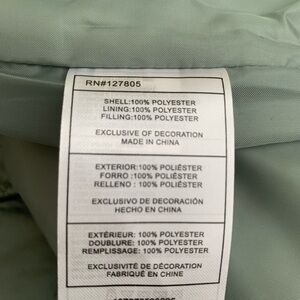 RN#127805
SHELL:100% POLYESTER
LINING:100% POLYESTER
FILLING:100% POLYESTER
EXCLUSIVE OF DECORATION
MADE IN CHINA
EXTERIOR:100% POLIÉSTER
FORRO :100% POLIÉSTER
RELLENO : 100% POLIÉSTER
EXCLUSIVO DE DECORACIÓN
HECHO EN CHINA
EXTÉRIEUR: 100% POLYESTER
DOUBLURE: 100% POLYESTER
REMPLISSAGE: 100% POLYESTER
EXCLUSIVITÉ DE DÉCORATION
FABRIQUÉ EN CHINE